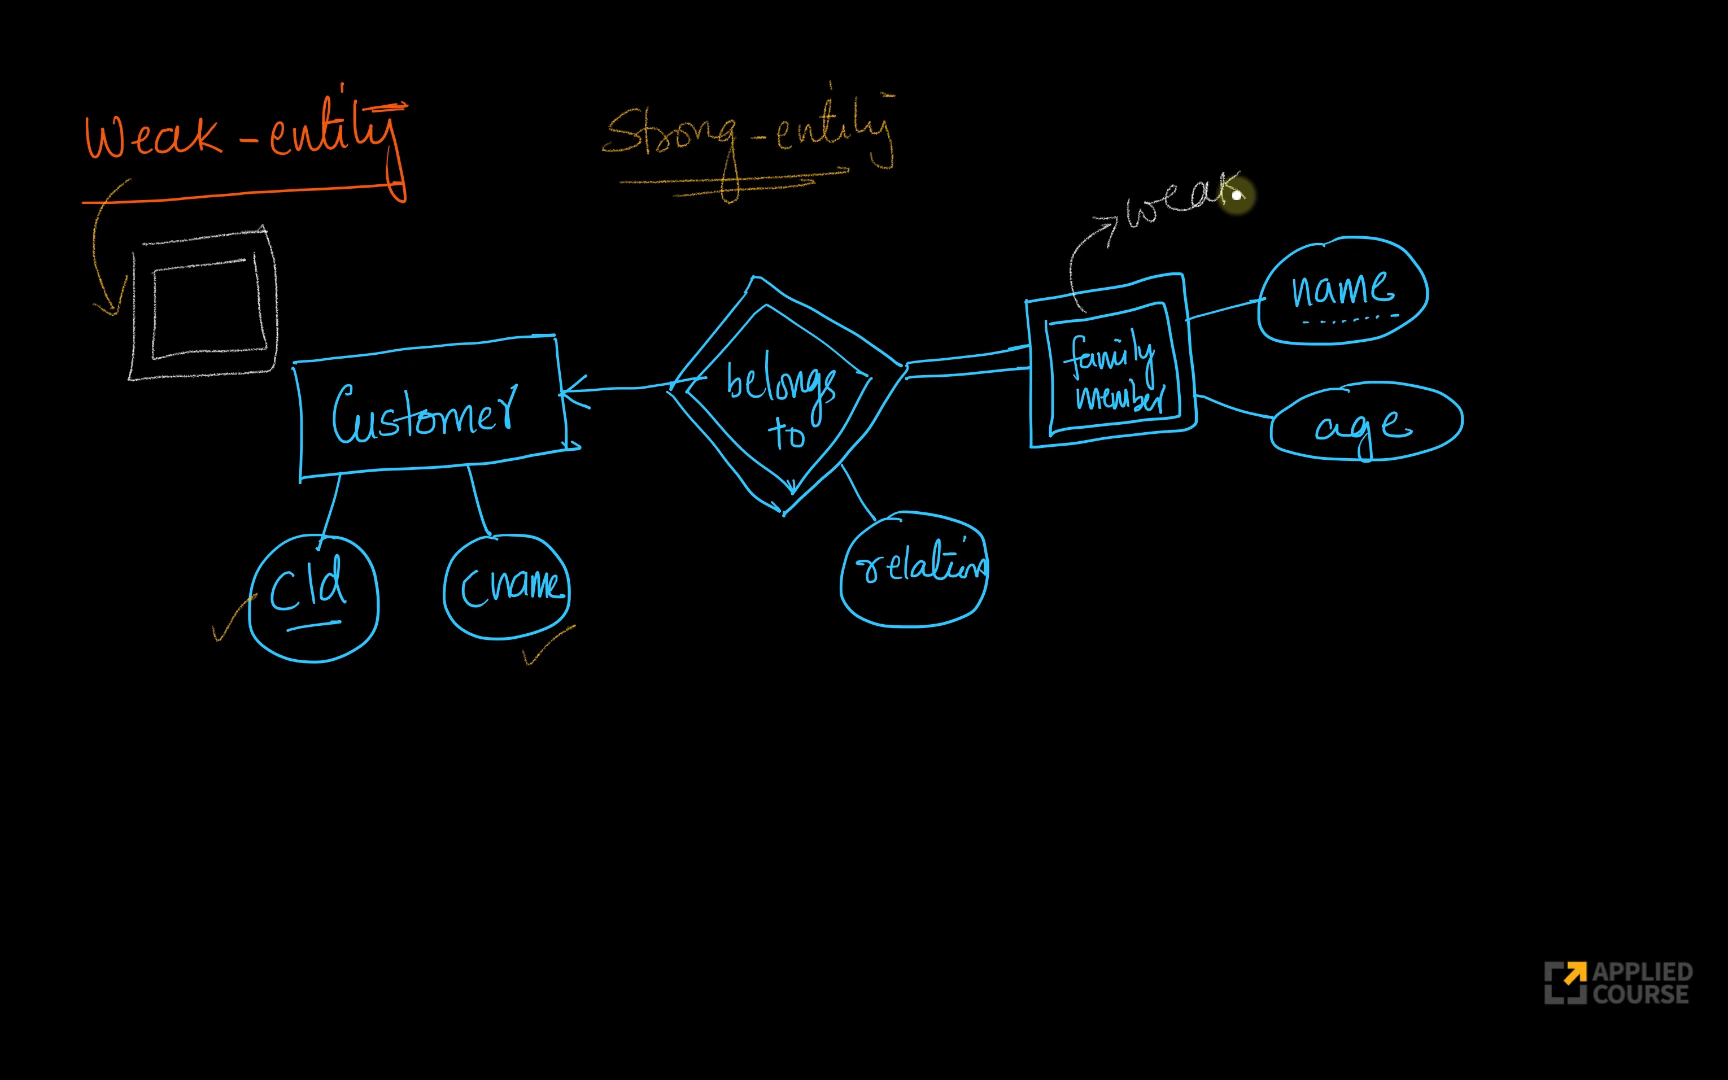 Weak-entity
Strong-entity
weak
name
Customer
belongs
to
family
member
age
cId
cname
relation
APPLIED
COURSE